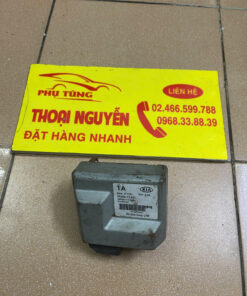 PHỤ TÙNG
THOẠI NGUYỄN
ĐẶT HÀNG NHANH
LIÊN HỆ
02.466.599.788
0968.33.88.39
1A
KIA